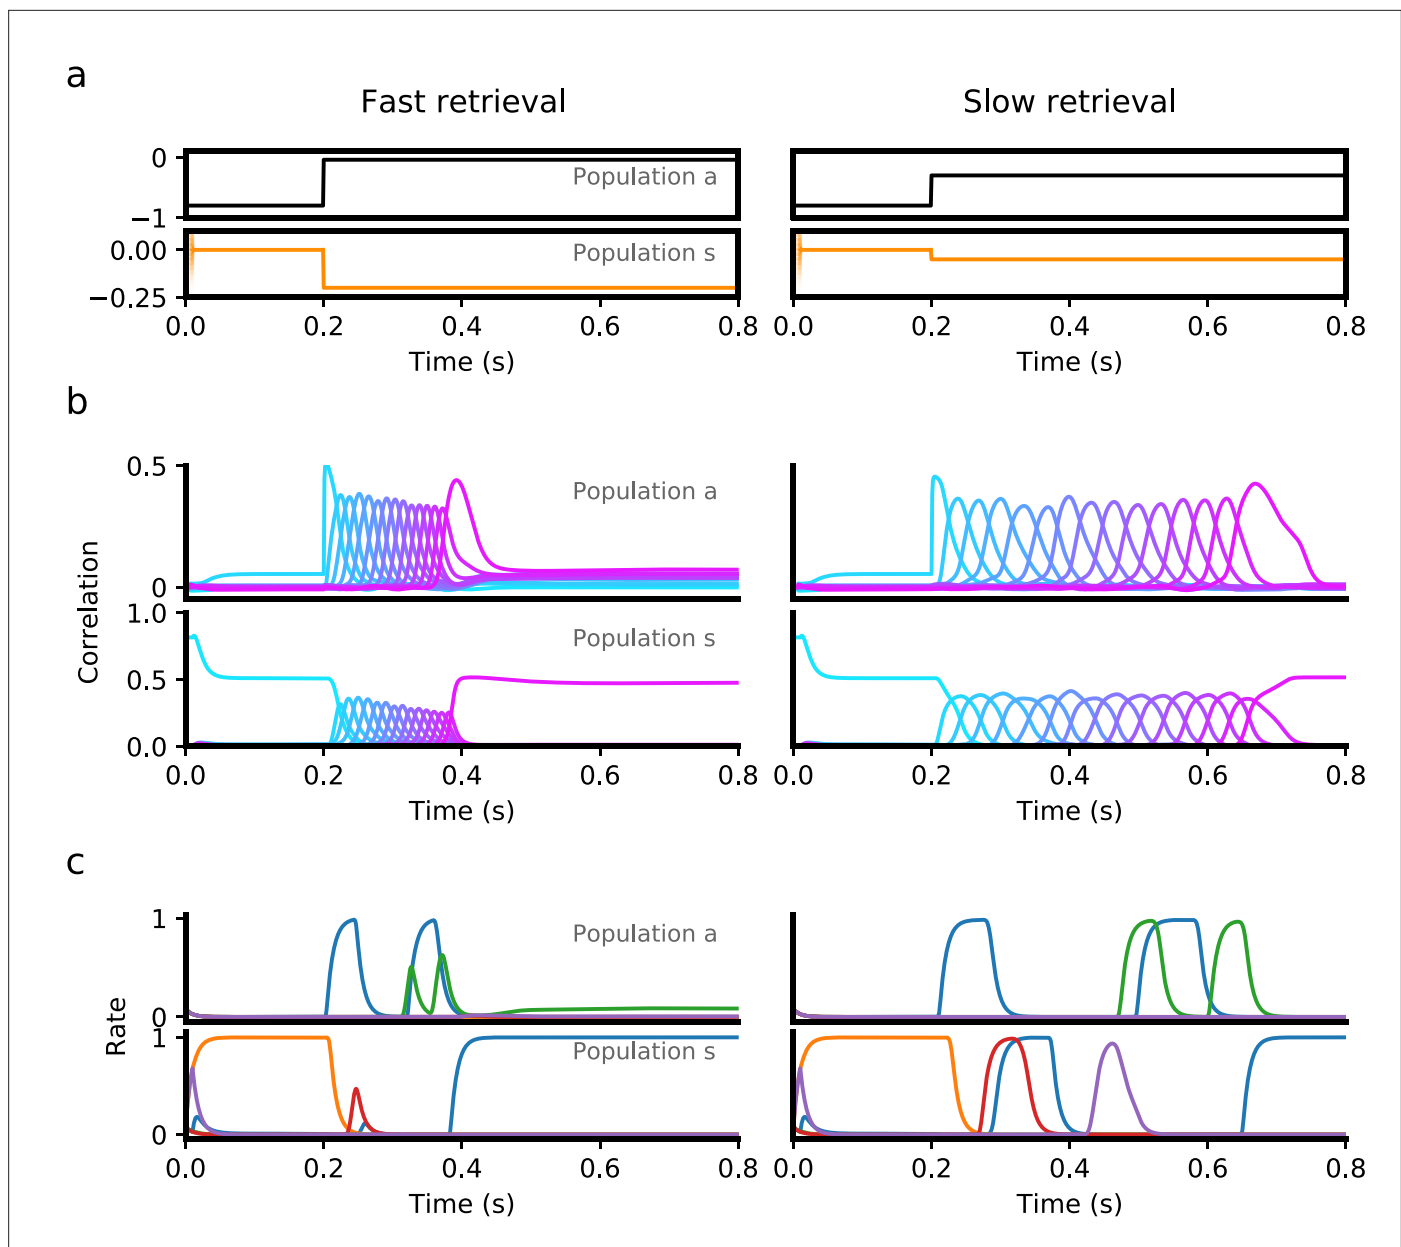 a
Fast retrieval
Slow retrieval
0
−1
Population a
0.00
−0.25
Population s
0.0 0.2 0.4 0.6 0.8
Time (s)
0.0 0.2 0.4 0.6 0.8
Time (s)
b
Correlation
0.5
0
Population a
1.0
0.5
0.0
Population s
0.0 0.2 0.4 0.6 0.8
Time (s)
0.0 0.2 0.4 0.6 0.8
Time (s)
c
Rate
1
0
Population a
1
0
Population s
0.0 0.2 0.4 0.6 0.8
Time (s)
0.0 0.2 0.4 0.6 0.8
Time (s)